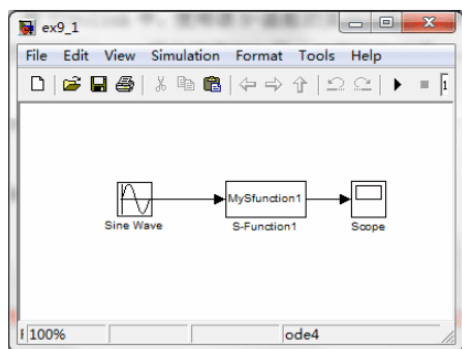 ex9_1
File Edit View Simulation Format Tools Help
MySfunction1
Sine Wave
S-Function1
Scope
100%
ode4